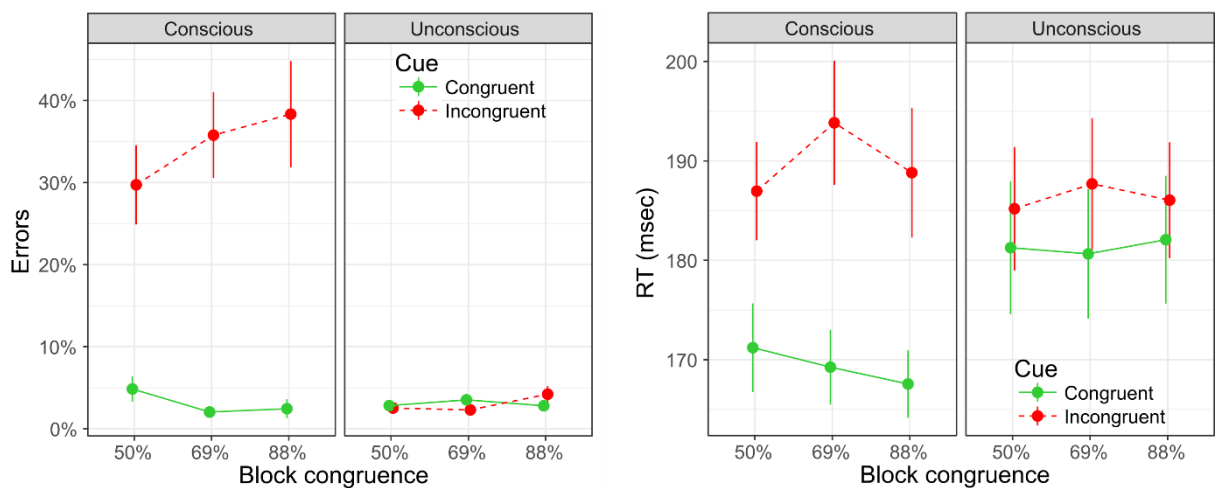 Conscious
Unconscious
Errors
40%
30%
20%
10%
0%
Cue
Congruent
Incongruent
50%
69%
88%
50%
69%
88%
Block congruence
Conscious
Unconscious
RT (msec)
200
190
180
170
Cue
Congruent
Incongruent
50%
69%
88%
50%
69%
88%
Block congruence